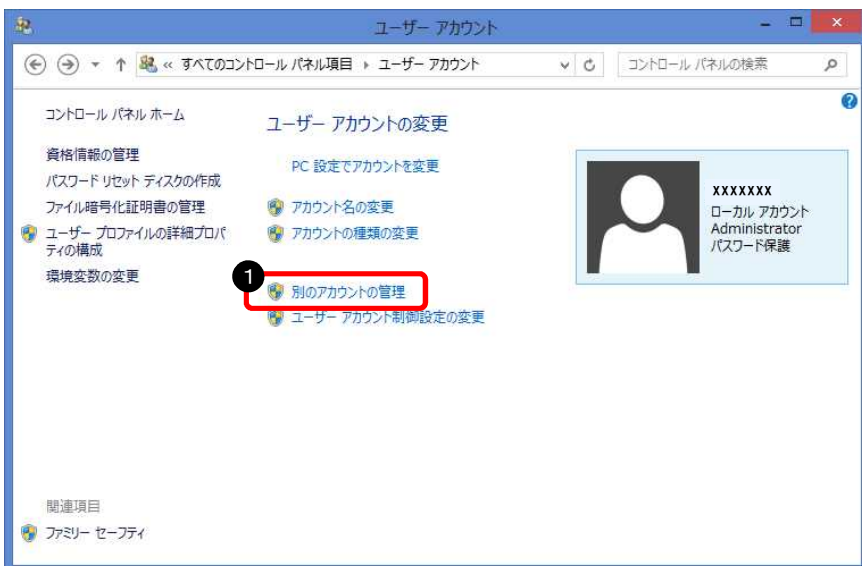 ユーザー アカウント
« すべてのコントロール パネル項目 ▸ ユーザー アカウント
コントロール パネルの検索
コントロール パネル ホーム
資格情報の管理
パスワード リセット ディスクの作成
ファイル暗号化証明書の管理
ユーザー プロファイルの詳細プロパ
ティの構成
環境変数の変更
ユーザー アカウントの変更
PC 設定でアカウントを変更
アカウント名の変更
アカウントの種類の変更
1
別のアカウントの管理
ユーザー アカウント制御設定の変更
xxxxxxx
ローカル アカウント
Administrator
パスワード保護
関連項目
ファミリー セーフティ